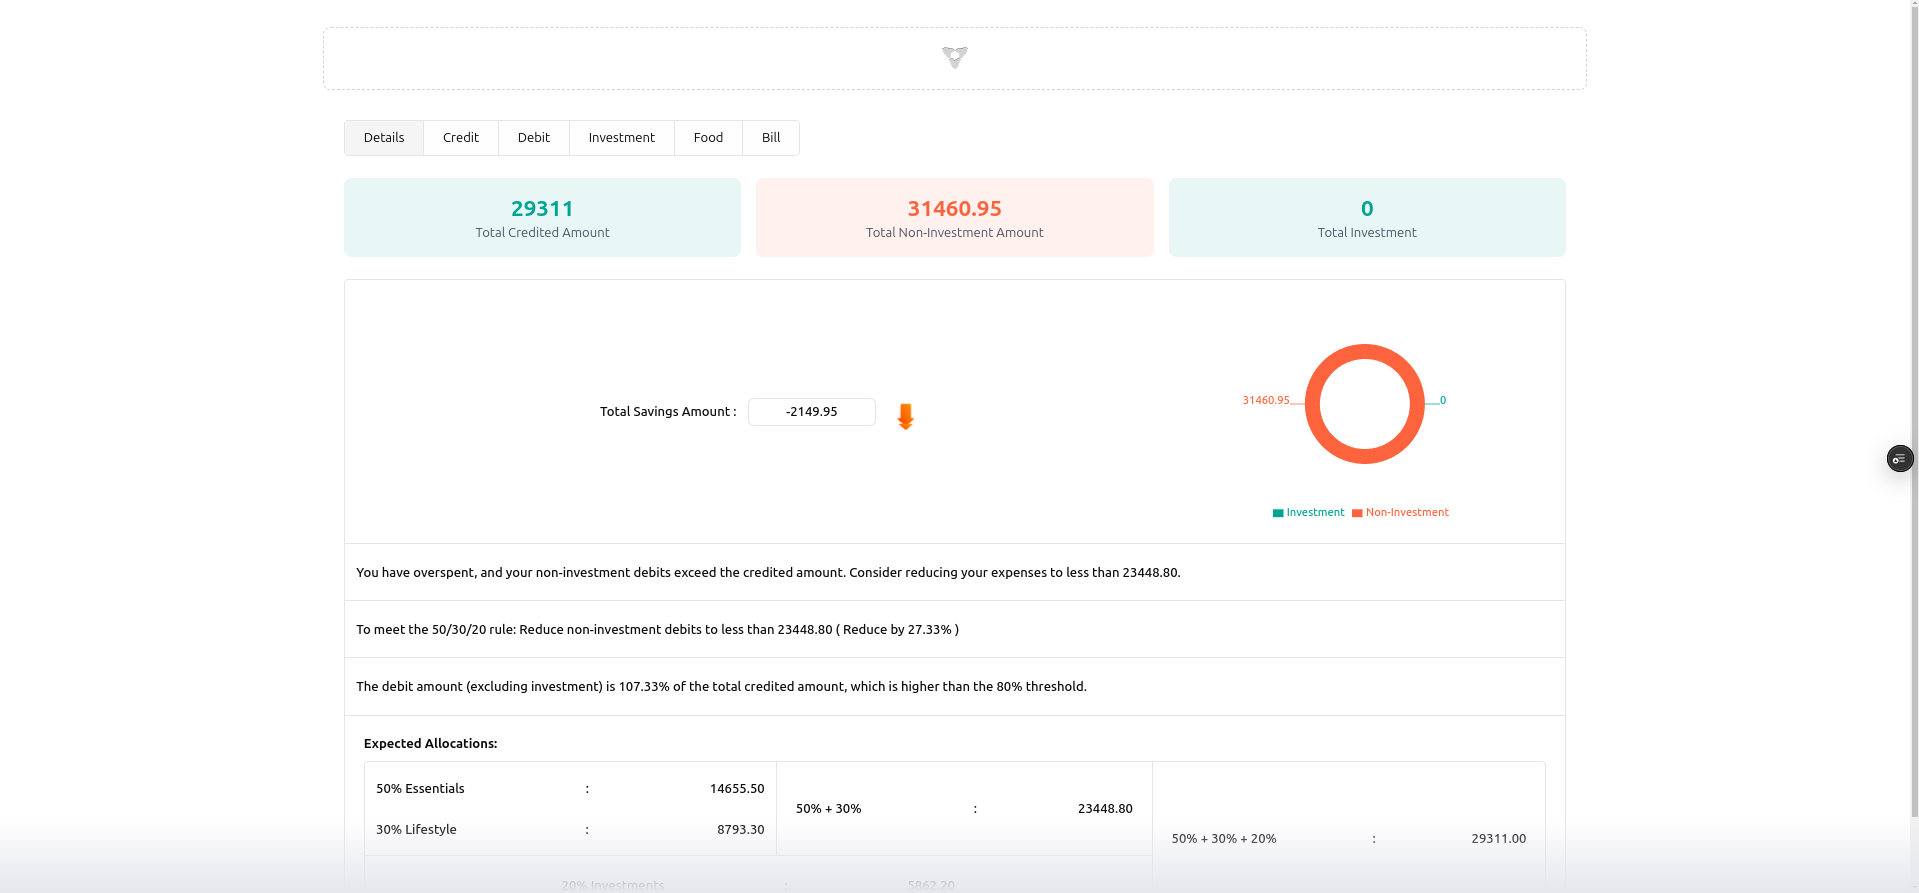 Details Credit Debit Investment Food Bill
29311
Total Credited Amount
31460.95
Total Non-Investment Amount
0
Total Investment
Total Savings Amount : -2149.95
31460.95 0
Investment Non-Investment
You have overspent, and your non-investment debits exceed the credited amount. Consider reducing your expenses to less than 23448.80.
To meet the 50/30/20 rule: Reduce non-investment debits to less than 23448.80 ( Reduce by 27.33% )
The debit amount (excluding investment) is 107.33% of the total credited amount, which is higher than the 80% threshold.
Expected Allocations:
50% Essentials : 14655.50
30% Lifestyle : 8793.30
50% + 30% : 23448.80
50% + 30% + 20% : 29311.00
20% Investments : 5862.20